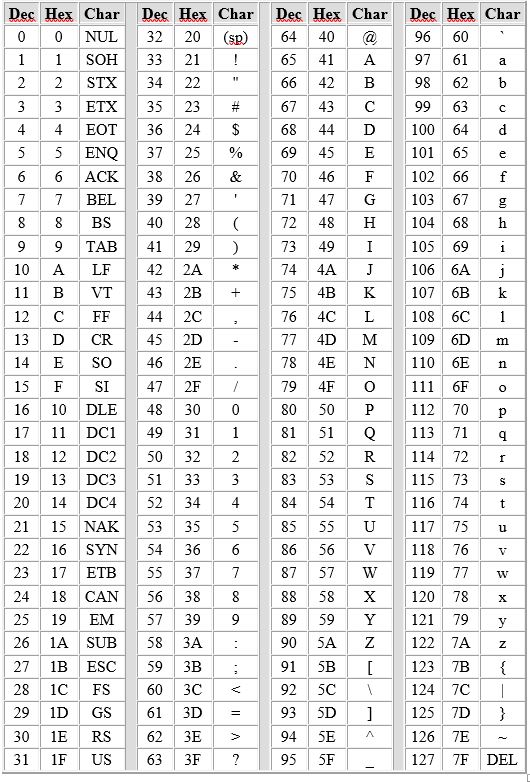 Dec Hex Char Dec Hex Char Dec Hex Char Dec Hex Char
0 0 NUL 32 20 (sp) 64 40 @ 96 60 `
1 1 SOH 33 21 ! 65 41 A 97 61 a
2 2 STX 34 22 " 66 42 B 98 62 b
3 3 ETX 35 23 # 67 43 C 99 63 c
4 4 EOT 36 24 $ 68 44 D 100 64 d
5 5 ENQ 37 25 % 69 45 E 101 65 e
6 6 ACK 38 26 & 70 46 F 102 66 f
7 7 BEL 39 27 ' 71 47 G 103 67 g
8 8 BS 40 28 ( 72 48 H 104 68 h
9 9 TAB 41 29 ) 73 49 I 105 69 i
10 A LF 42 2A * 74 4A J 106 6A j
11 B VT 43 2B + 75 4B K 107 6B k
12 C FF 44 2C , 76 4C L 108 6C l
13 D CR 45 2D - 77 4D M 109 6D m
14 E SO 46 2E . 78 4E N 110 6E n
15 F SI 47 2F / 79 4F O 111 6F o
16 10 DLE 48 30 0 80 50 P 112 70 p
17 11 DC1 49 31 1 81 51 Q 113 71 q
18 12 DC2 50 32 2 82 52 R 114 72 r
19 13 DC3 51 33 3 83 53 S 115 73 s
20 14 DC4 52 34 4 84 54 T 116 74 t
21 15 NAK 53 35 5 85 55 U 117 75 u
22 16 SYN 54 36 6 86 56 V 118 76 v
23 17 ETB 55 37 7 87 57 W 119 77 w
24 18 CAN 56 38 8 88 58 X 120 78 x
25 19 EM 57 39 9 89 59 Y 121 79 y
26 1A SUB 58 3A : 90 5A Z 122 7A z
27 1B ESC 59 3B ; 91 5B [ 123 7B {
28 1C FS 60 3C < 92 5C \ 124 7C |
29 1D GS 61 3D = 93 5D ] 125 7D }
30 1E RS 62 3E > 94 5E ^ 126 7E ~
31 1F US 63 3F ? 95 5F _ 127 7F DEL